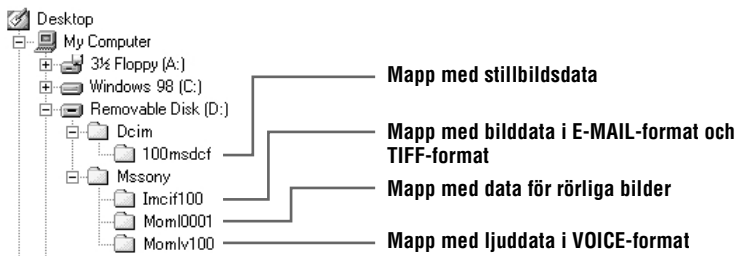 Desktop
My Computer
3½ Floppy (A:)
Windows 98 (C:)
Removable Disk (D:)
Dcim
100msdcf
Mssony
Imcif100
Moml0001
Momlv100
Mapp med stillbildsdata
Mapp med bilddata i E-MAIL-format och
TIFF-format
Mapp med data för rörliga bilder
Mapp med ljuddata i VOICE-format